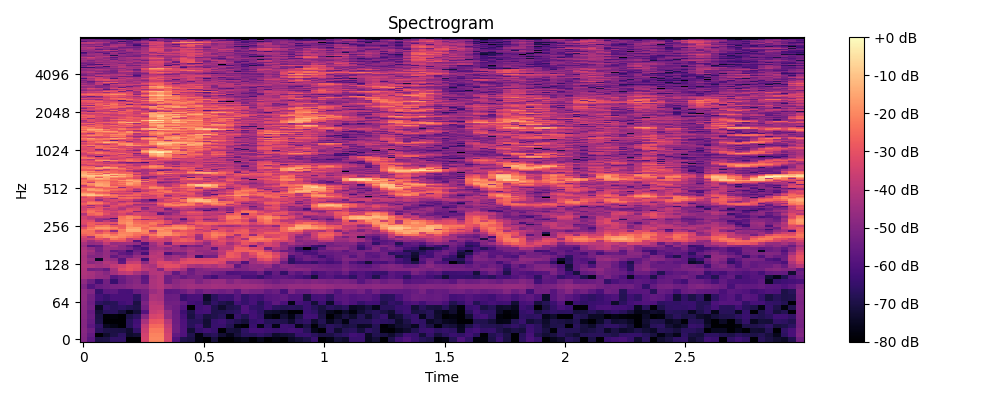 Spectrogram
Hz
4096
2048
1024
512
256
128
64
0
0
0.5
1
1.5
2
2.5
Time
+0 dB
-10 dB
-20 dB
-30 dB
-40 dB
-50 dB
-60 dB
-70 dB
-80 dB